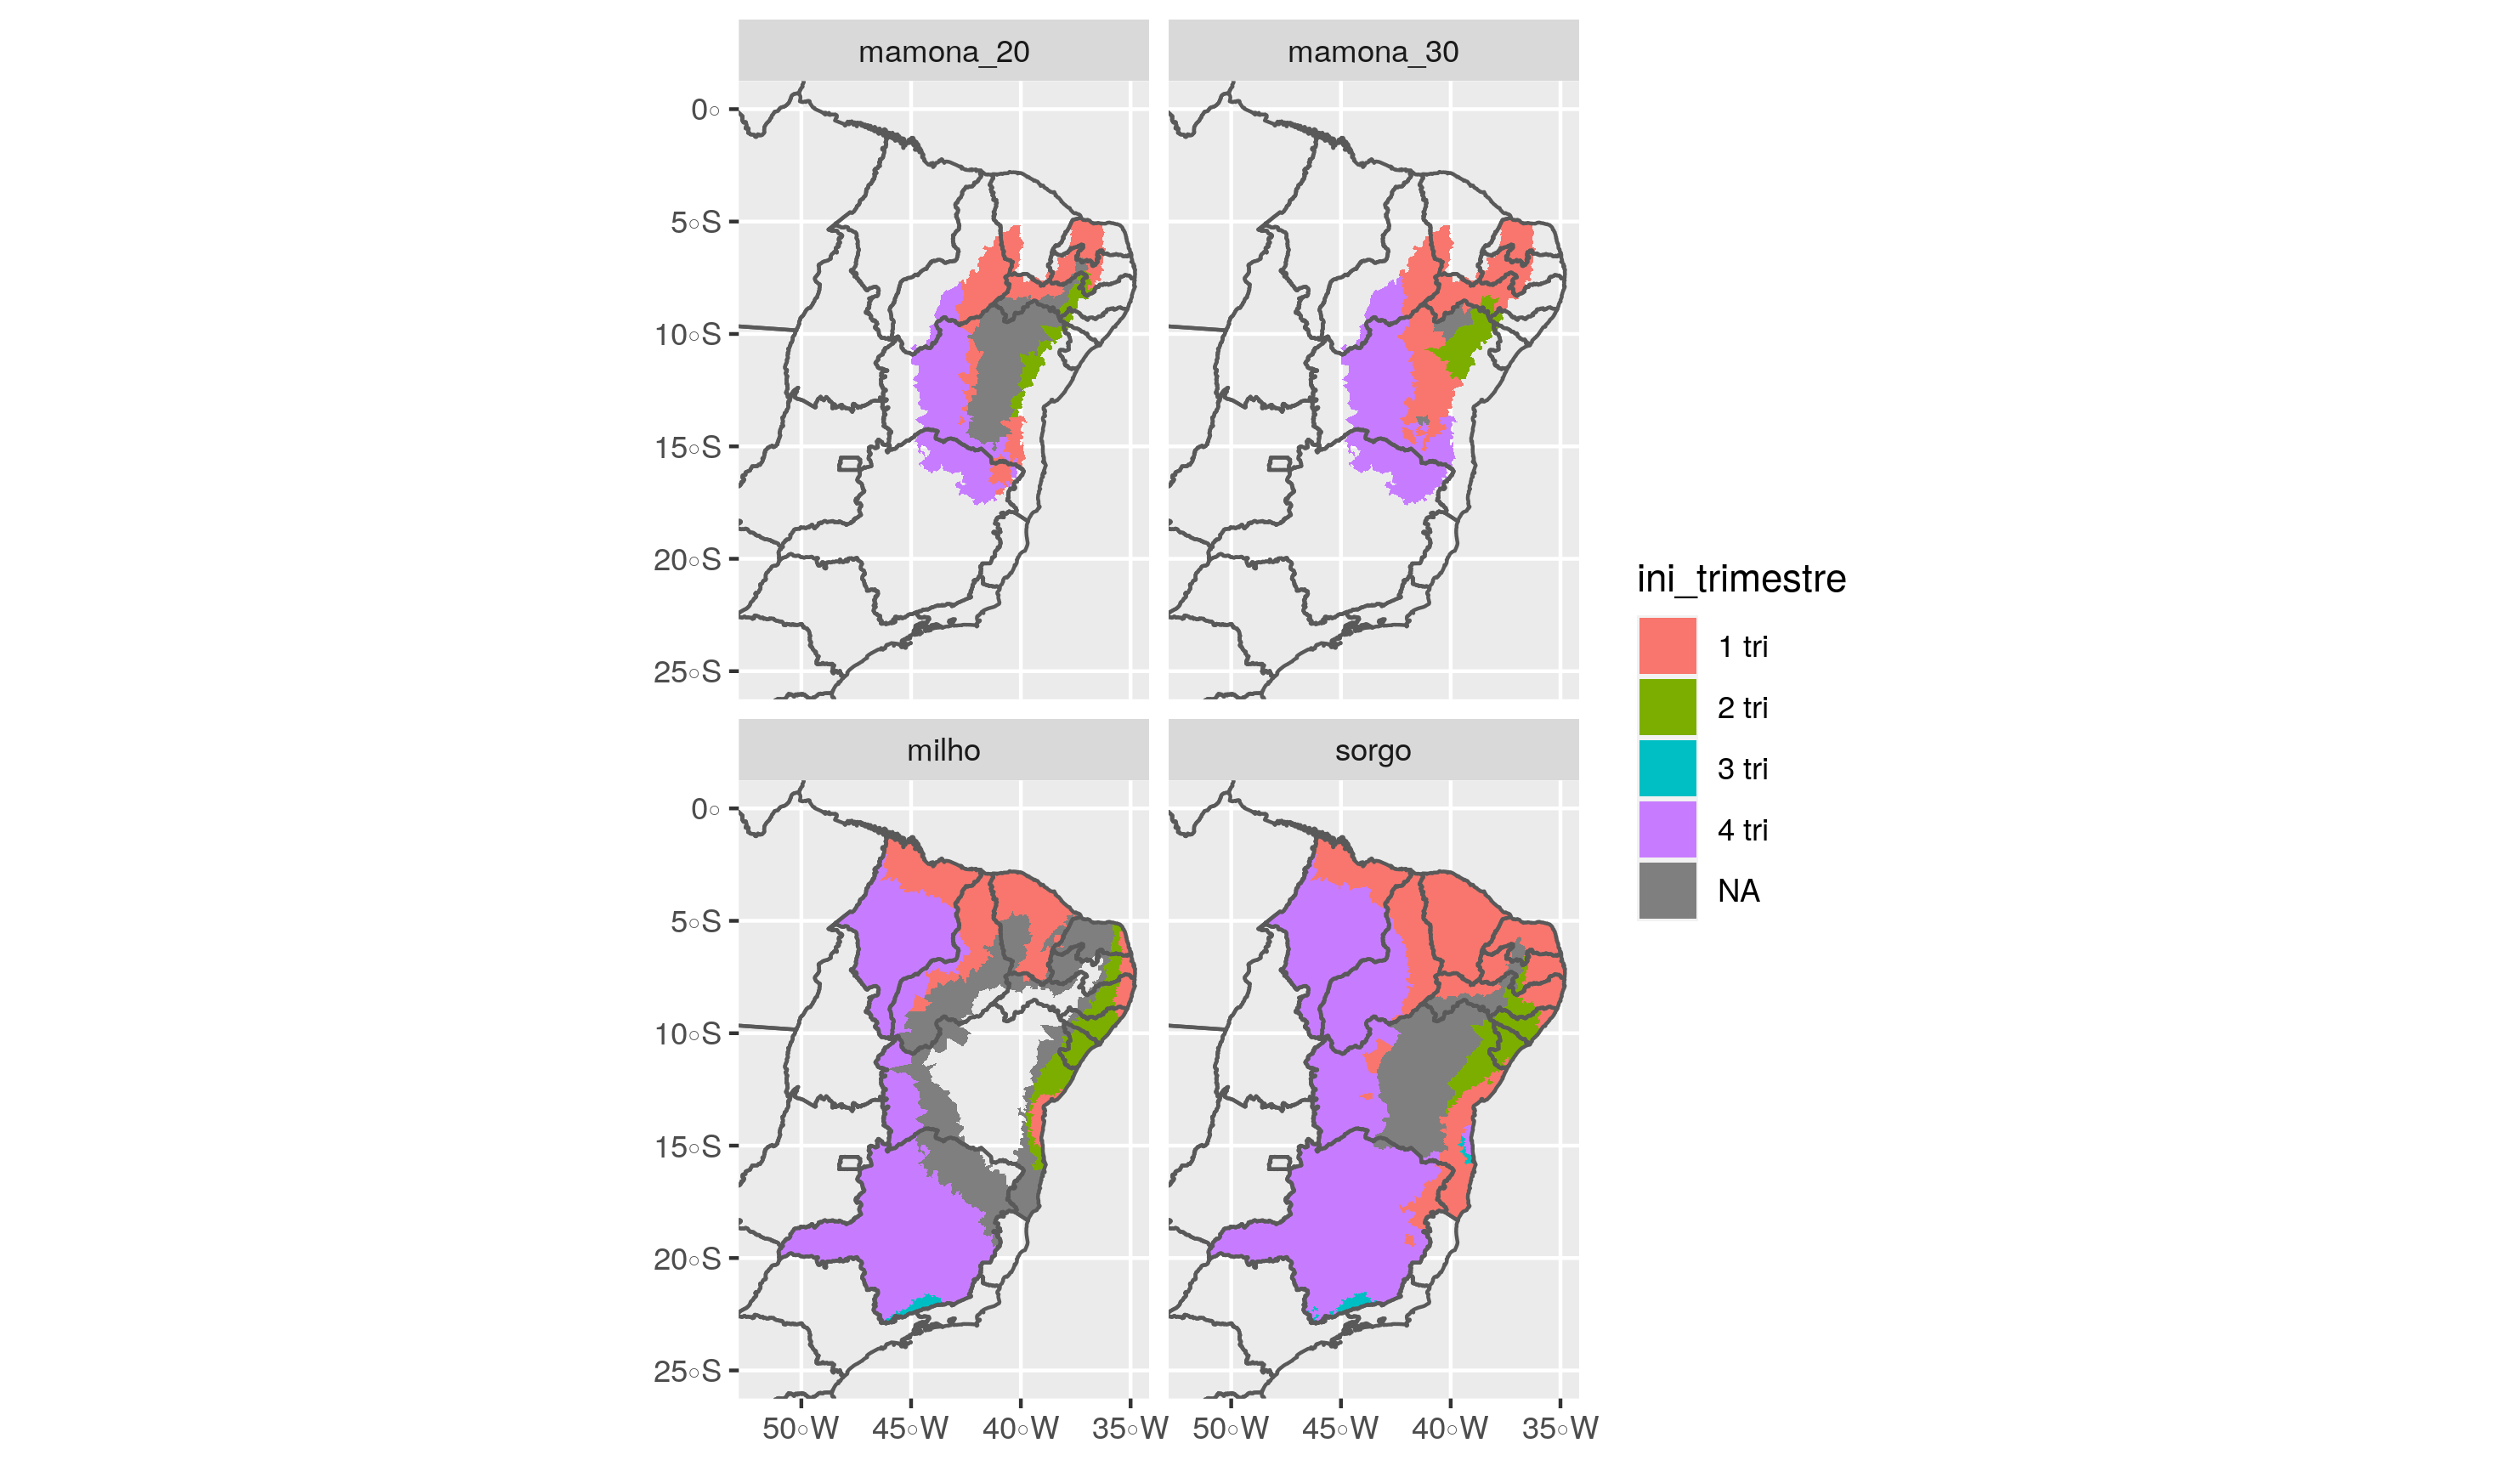 mamona_20 mamona_30
0◦
5◦S
10◦S
15◦S
20◦S
25◦S
milho sorgo
0◦
5◦S
10◦S
15◦S
20◦S
25◦S
50◦W 45◦W 40◦W 35◦W 50◦W 45◦W 40◦W 35◦W
ini_trimestre
1 tri
2 tri
3 tri
4 tri
NA